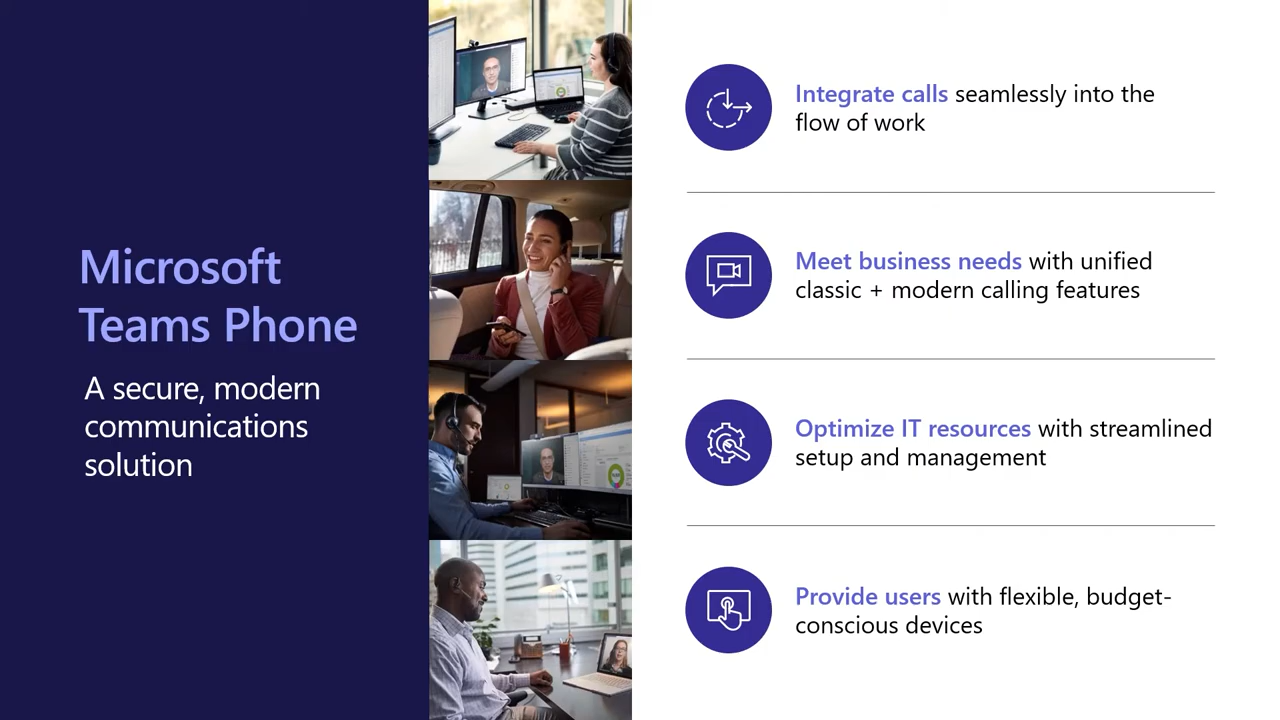 Microsoft
Teams Phone
A secure, modern
communications
solution
Integrate calls seamlessly into the
flow of work
Meet business needs with unified
classic + modern calling features
Optimize IT resources with streamlined
setup and management
Provide users with flexible, budget-
conscious devices